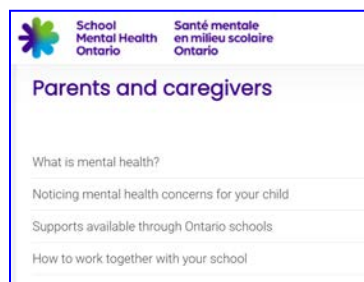 School
Mental Health
Ontario
Santé mentale
en milieu scolaire
Ontario
Parents and caregivers
What is mental health?
Noticing mental health concerns for your child
Supports available through Ontario schools
How to work together with your school